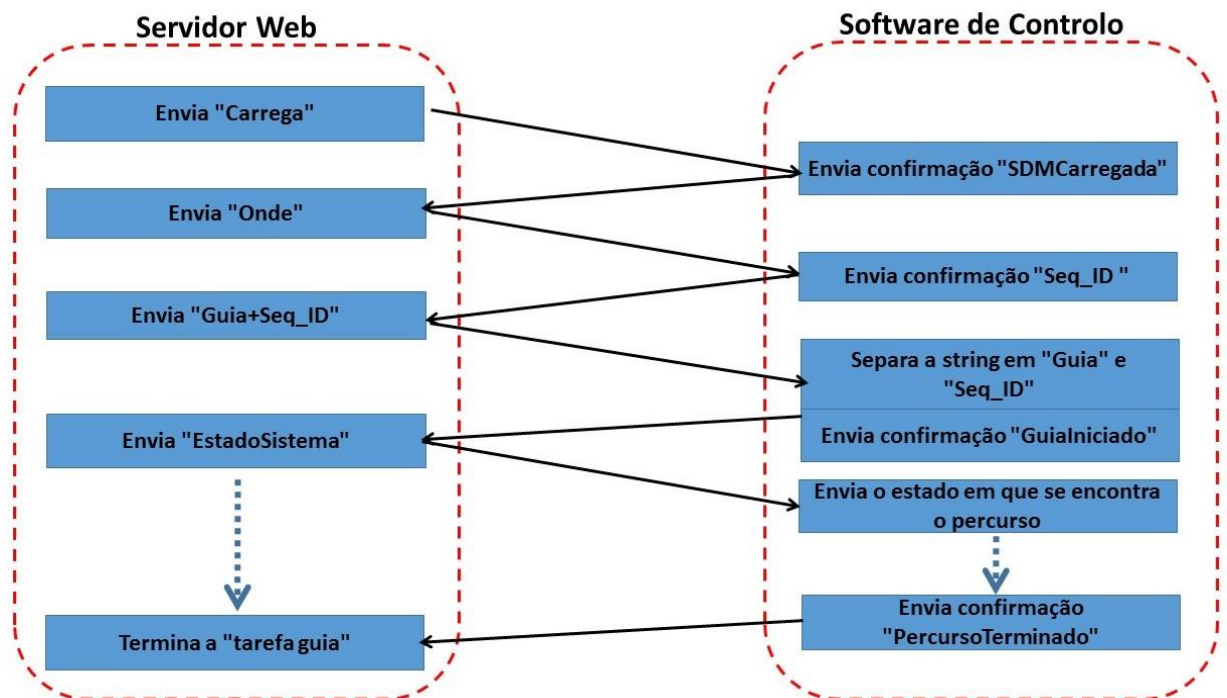 Servidor Web
Software de Controlo
Envia "Carrega"
Envia confirmação "SDMCarregada"
Envia "Onde"
Envia confirmação "Seq_ID "
Envia "Guia+Seq_ID"
Separa a string em "Guia" e
"Seq_ID"
Envia "EstadoSistema"
Envia confirmação "GuiaIniciado"
Envia o estado em que se encontra
o percurso
Envia confirmação
"PercursoTerminado"
Termina a "tarefa guia"